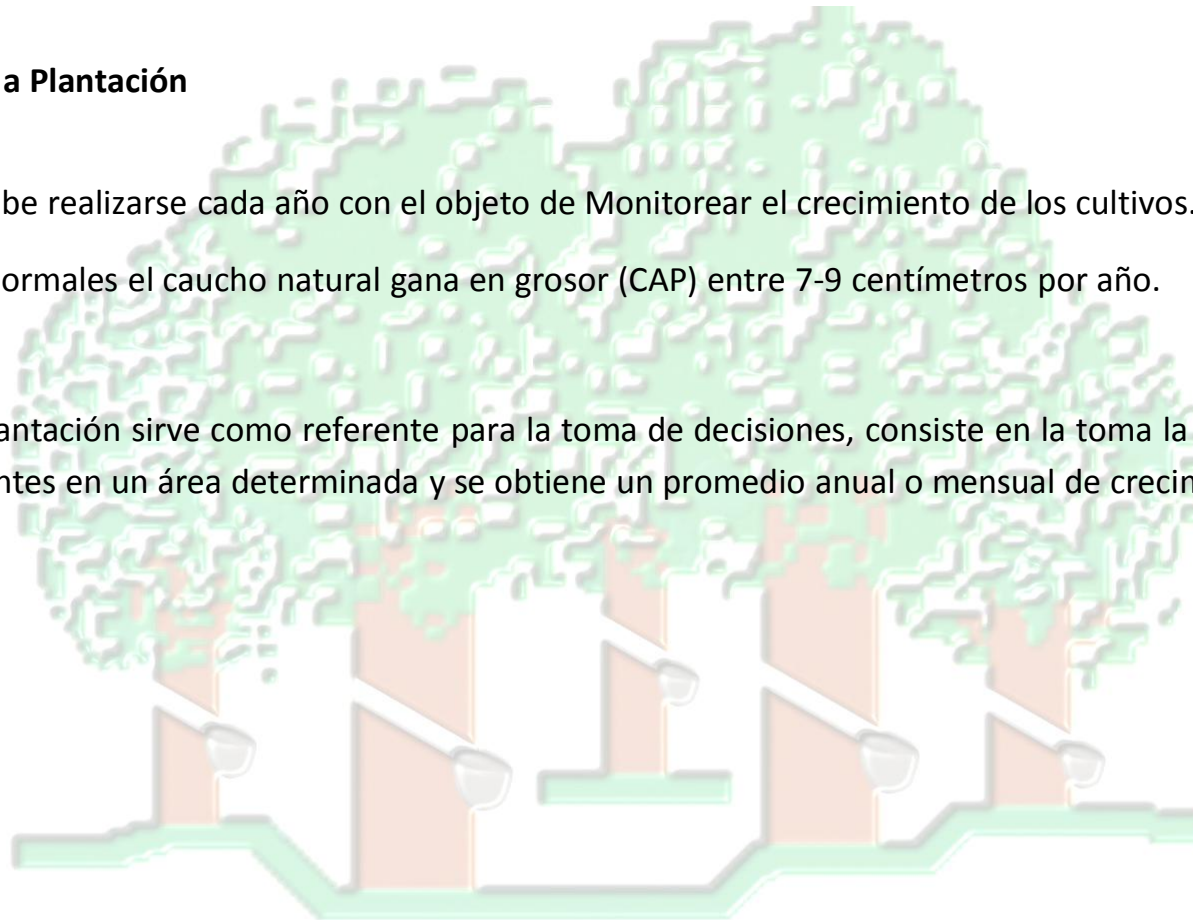 a Plantación
be realizarse cada año con el objeto de Monitorear el crecimiento de los cultivos.
ormales el caucho natural gana en grosor (CAP) entre 7-9 centímetros por año.
antación sirve como referente para la toma de decisiones, consiste en la toma la
ntes en un área determinada y se obtiene un promedio anual o mensual de crecin